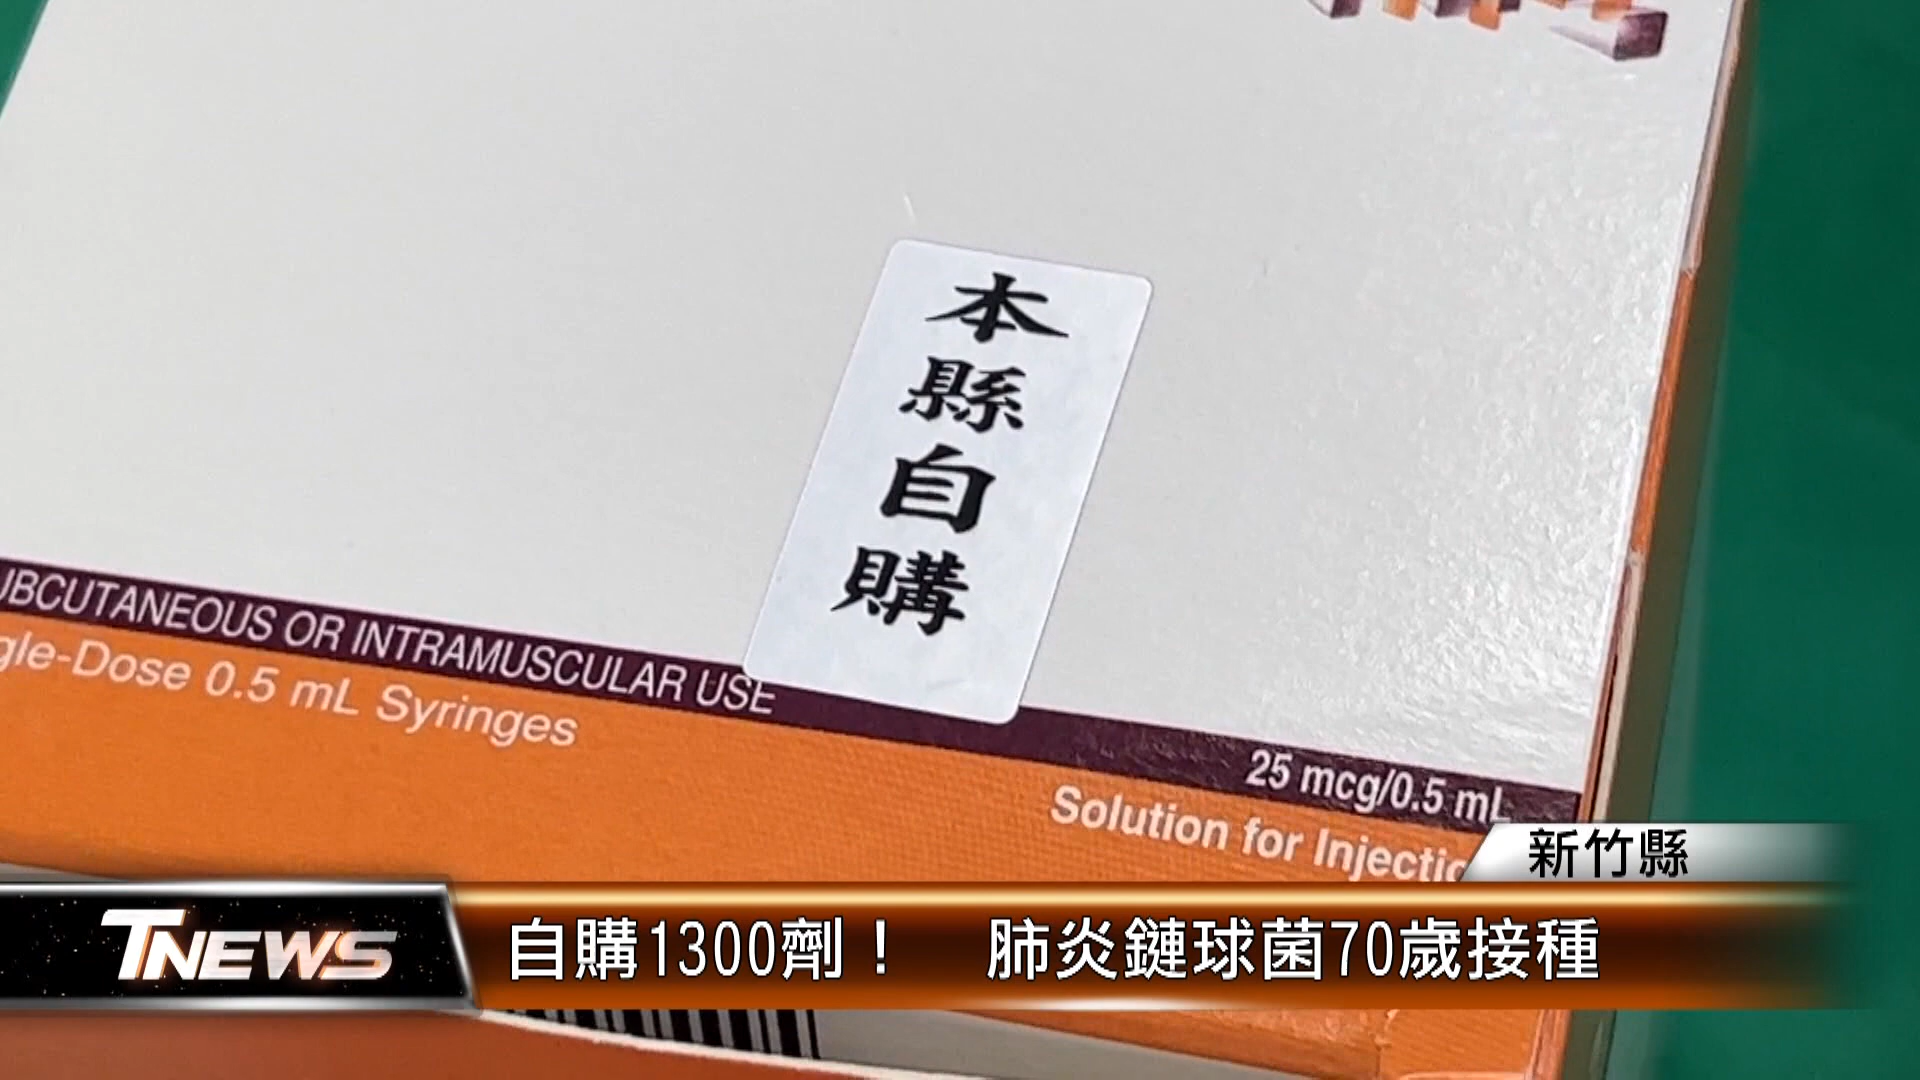 本縣自購
SUBCUTANEOUS OR INTRAMUSCULAR USE
gle-Dose 0.5 mL Syringes
25 mcg/0.5 mL
Solution for Injectio
新竹縣
TNEWS
自購1300劑！ 肺炎鏈球菌70歲接種